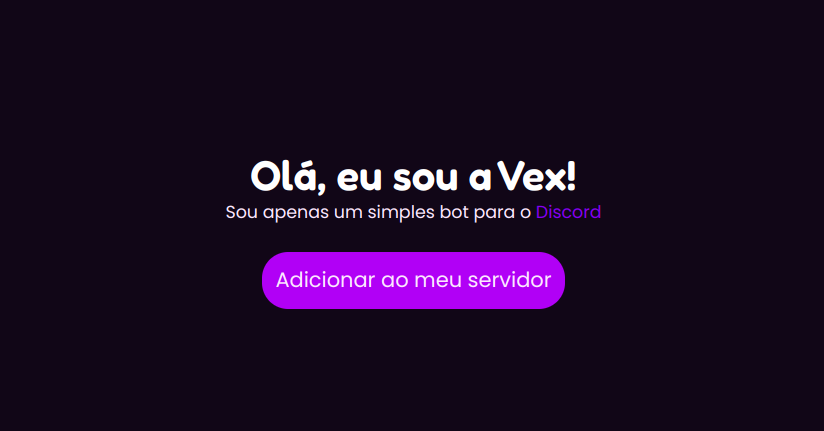 Olá, eu sou a Vex!
Sou apenas um simples bot para o Discord
Adicionar ao meu servidor